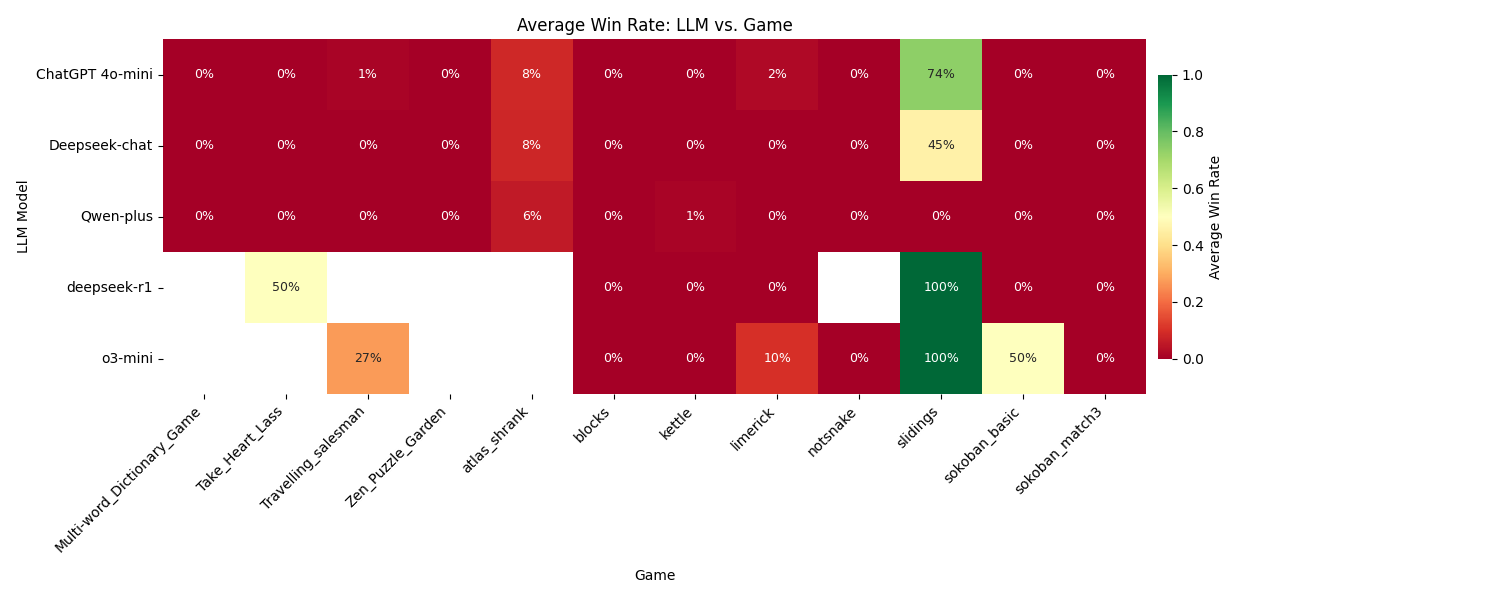 Average Win Rate: LLM vs. Game
LLM Model
ChatGPT 4o-mini 0% 0% 1% 0% 8% 0% 0% 2% 0% 74% 0% 0%
Deepseek-chat 0% 0% 0% 0% 8% 0% 0% 0% 0% 45% 0% 0%
Qwen-plus 0% 0% 0% 0% 6% 0% 1% 0% 0% 0% 0% 0%
deepseek-r1 50% 0% 0% 0% 100% 0% 0%
o3-mini 27% 0% 0% 10% 0% 100% 50% 0%
Multi-word_Dictionary_Game
Take_Heart_Lass
Travelling_salesman
Zen_Puzzle_Garden
atlas_shrank
blocks
kettle
limerick
notsnake
slidings
sokoban_basic
sokoban_match3
Game
1.0
0.8
0.6
0.4
0.2
0.0
Average Win Rate